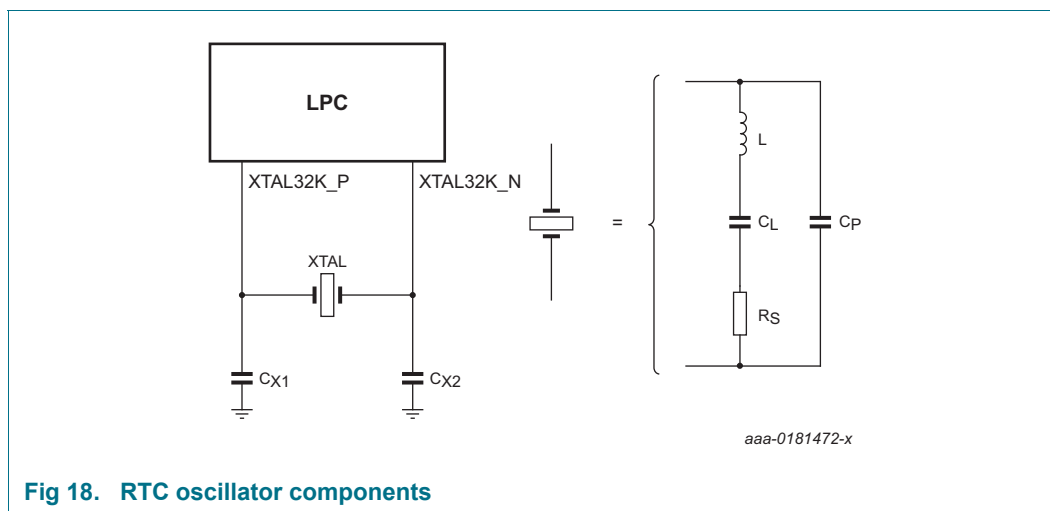 LPC
XTAL32K_P
XTAL32K_N
XTAL
CX1
CX2
=
L
CL
CP
RS
aaa-0181472-x
Fig 18. RTC oscillator components